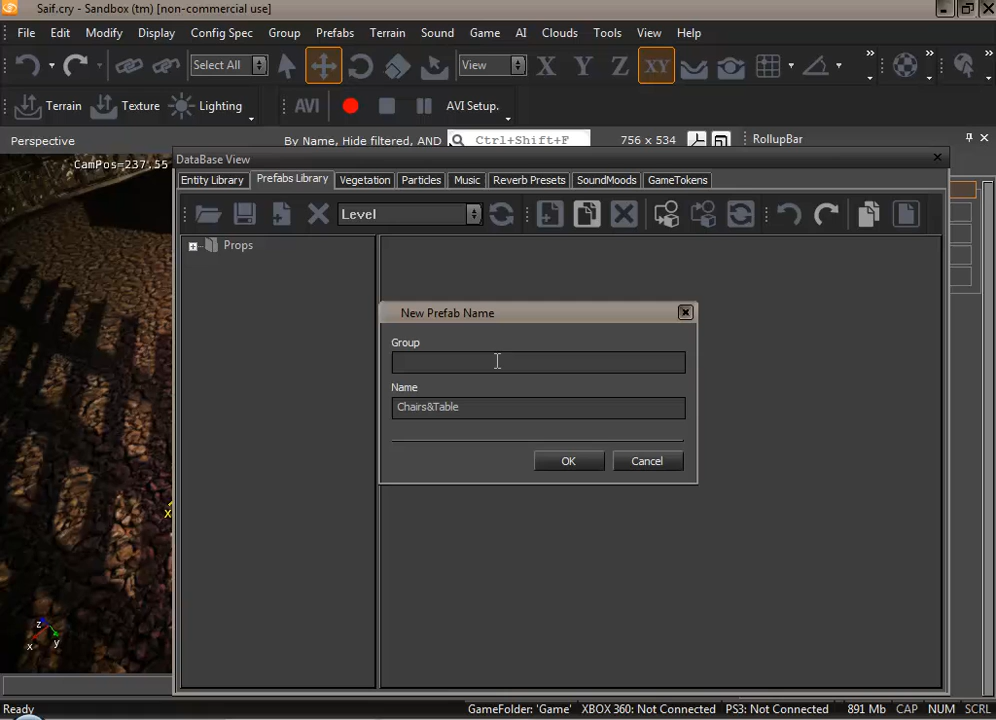 Saif.cry - Sandbox (tm) [non-commercial use]
File Edit Modify Display Config Spec Group Prefabs Terrain Sound Game AI Clouds Tools View Help
Select All View X Y Z XY
Terrain Texture Lighting AVI AVI Setup.
Perspective By Name, Hide filtered, AND Ctrl+Shift+F 756 x 534 RollupBar
CamPos=237.55
DataBase View
Entity Library Prefabs Library Vegetation Particles Music Reverb Presets SoundMoods GameTokens
Level
Props
New Prefab Name
Group
Name
Chairs&Table
OK Cancel
x
z
x y
Ready GameFolder: 'Game' XBOX 360: Not Connected PS3: Not Connected 891 Mb CAP NUM SCRL